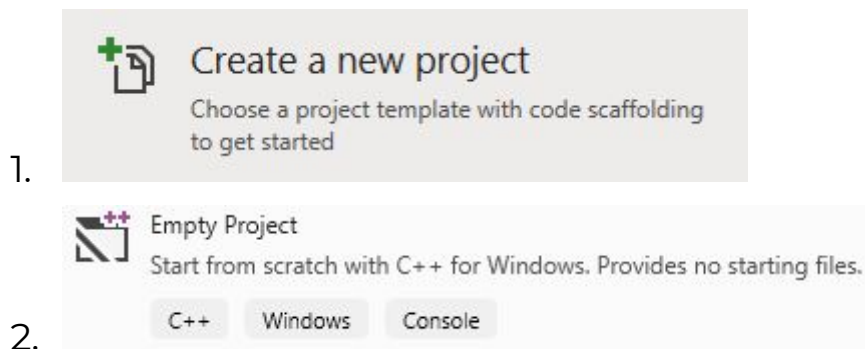 Create a new project
Choose a project template with code scaffolding
to get started
1.
Empty Project
Start from scratch with C++ for Windows. Provides no starting files.
C++ Windows Console
2.